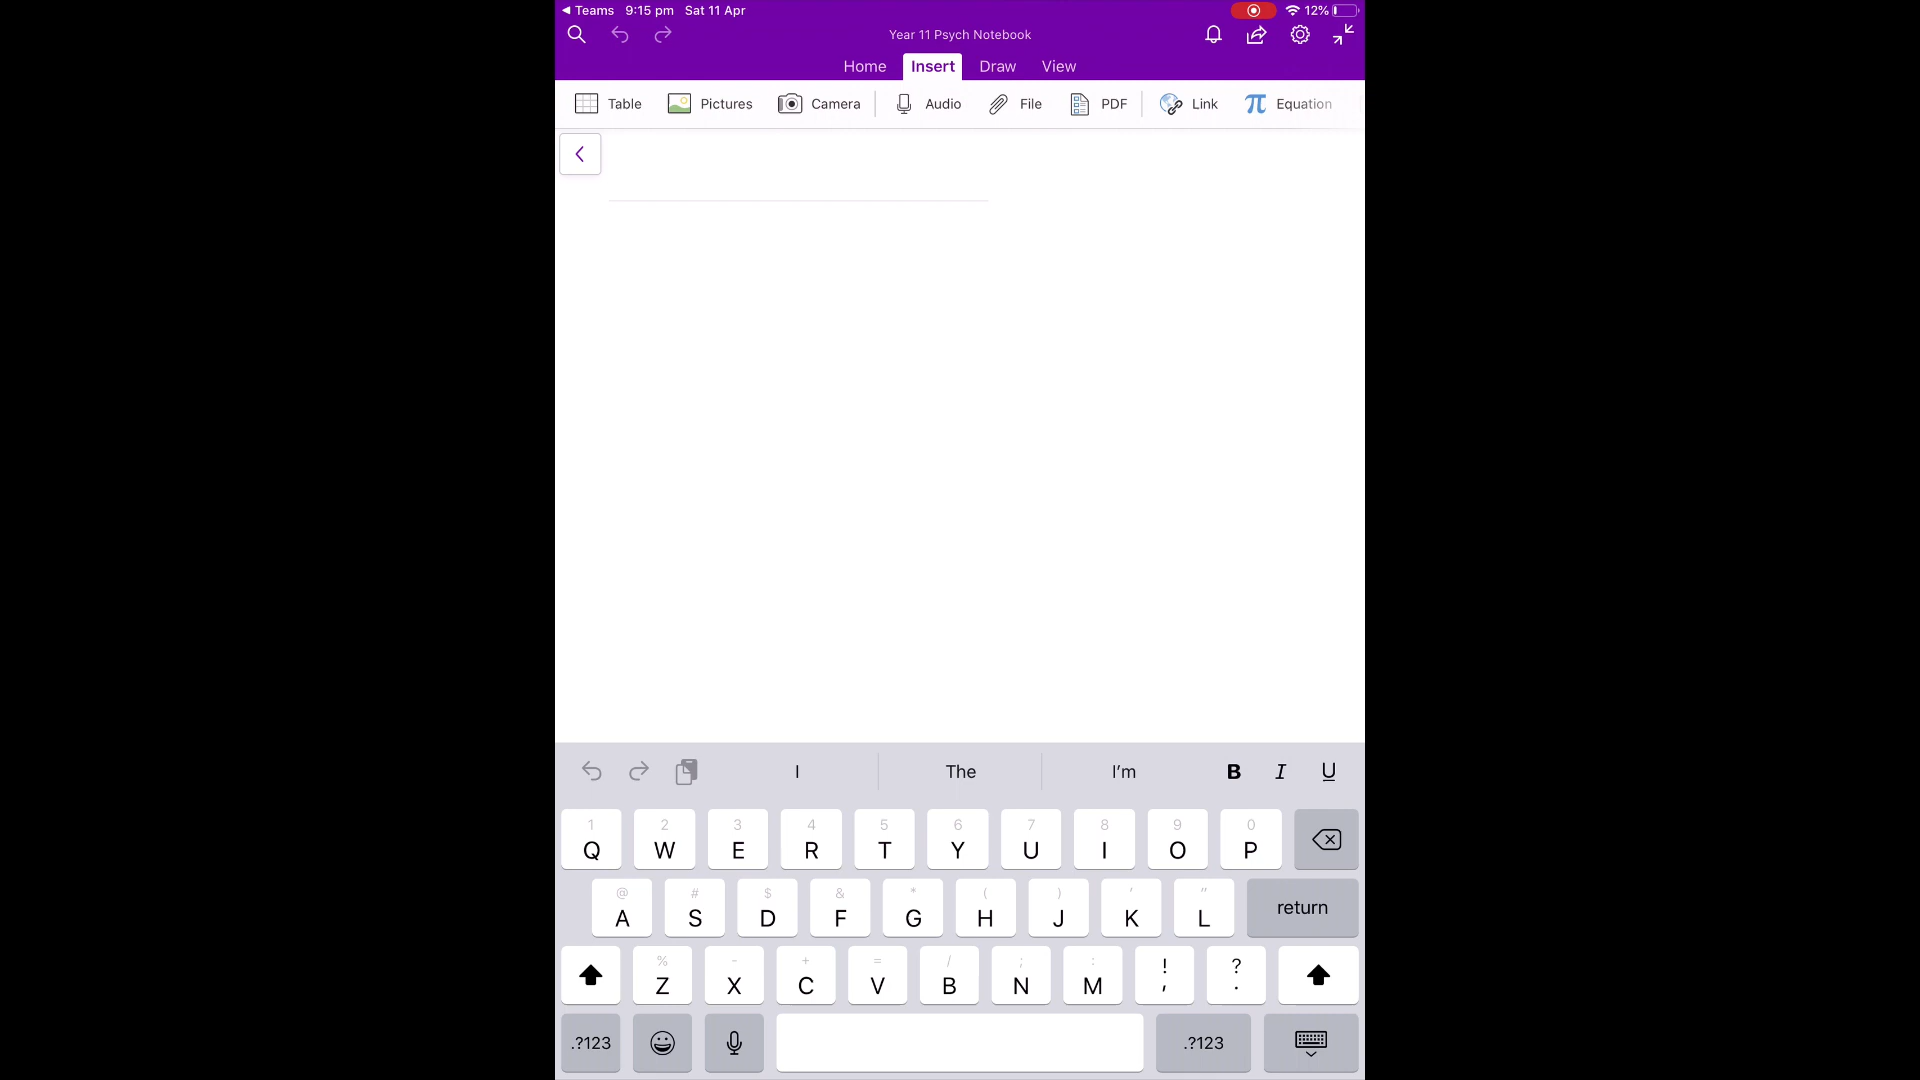 Teams 9:15 pm Sat 11 Apr 12%
Year 11 Psych Notebook
Home Insert Draw View
Table Pictures Camera Audio File PDF Link Equation
I The I'm B I U
1 2 3 4 5 6 7 8 9 0
Q W E R T Y U I O P
@ # $ & * ( ) ' "
A S D F G H J K L return
% - + = / ; : ! ?
Z X C V B N M , .
.?123 .?123